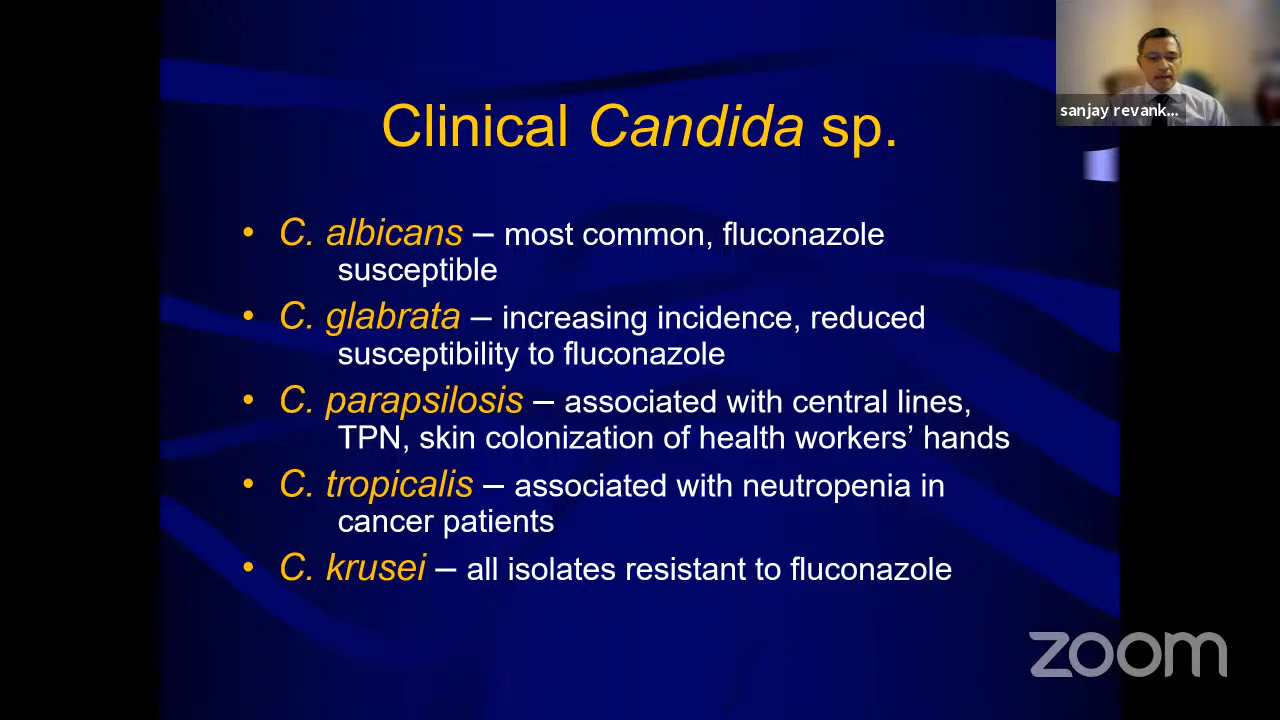 sanjay revank...
Clinical Candida sp.
• C. albicans – most common, fluconazole
susceptible
• C. glabrata – increasing incidence, reduced
susceptibility to fluconazole
• C. parapsilosis – associated with central lines,
TPN, skin colonization of health workers’ hands
• C. tropicalis – associated with neutropenia in
cancer patients
• C. krusei – all isolates resistant to fluconazole
zoom